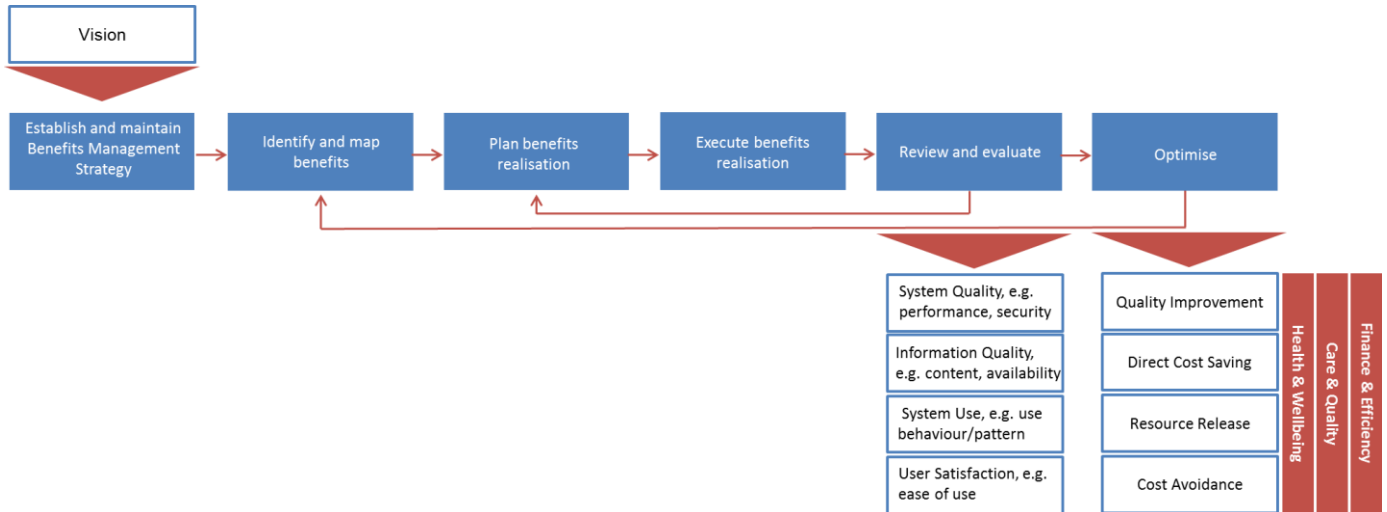 Vision
Establish and maintain
Benefits Management
Strategy
Identify and map
benefits
Plan benefits
realisation
Execute benefits
realisation
Review and evaluate
Optimise
System Quality, e.g.
performance, security
Information Quality,
e.g. content, availability
System Use, e.g. use
behaviour/pattern
User Satisfaction, e.g.
ease of use
Quality Improvement
Direct Cost Saving
Resource Release
Cost Avoidance
Health & Wellbeing
Care & Quality
Finance & Efficiency